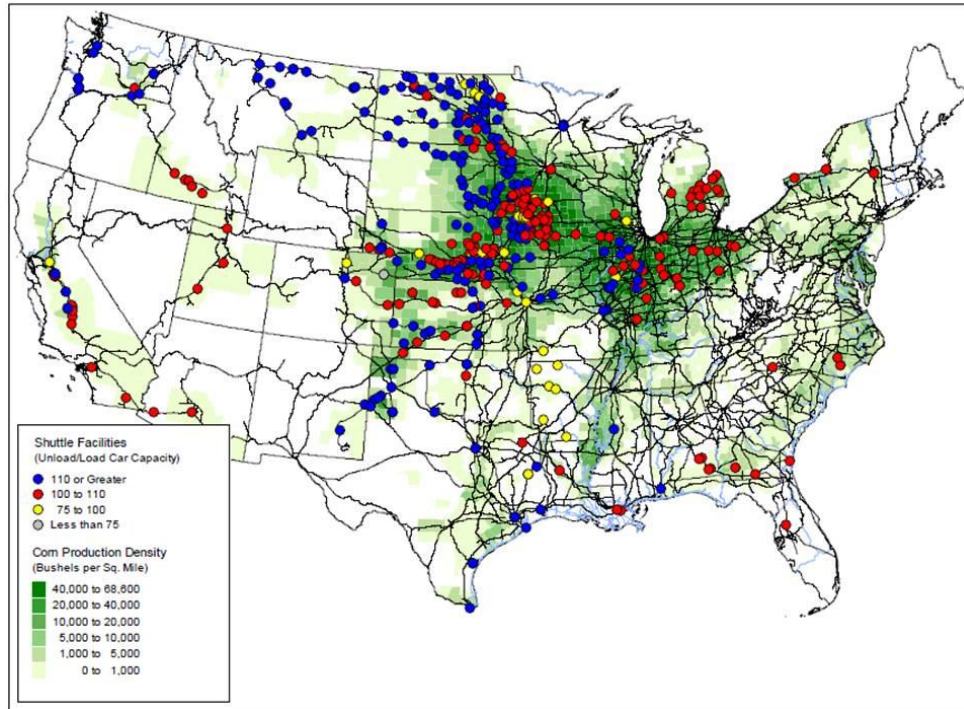 Shuttle Facilities
(Unload/Load Car Capacity)
110 or Greater
100 to 110
75 to 100
Less than 75
Corn Production Density
(Bushels per Sq. Mile)
40,000 to 68,600
20,000 to 40,000
10,000 to 20,000
5,000 to 10,000
1,000 to 5,000
0 to 1,000